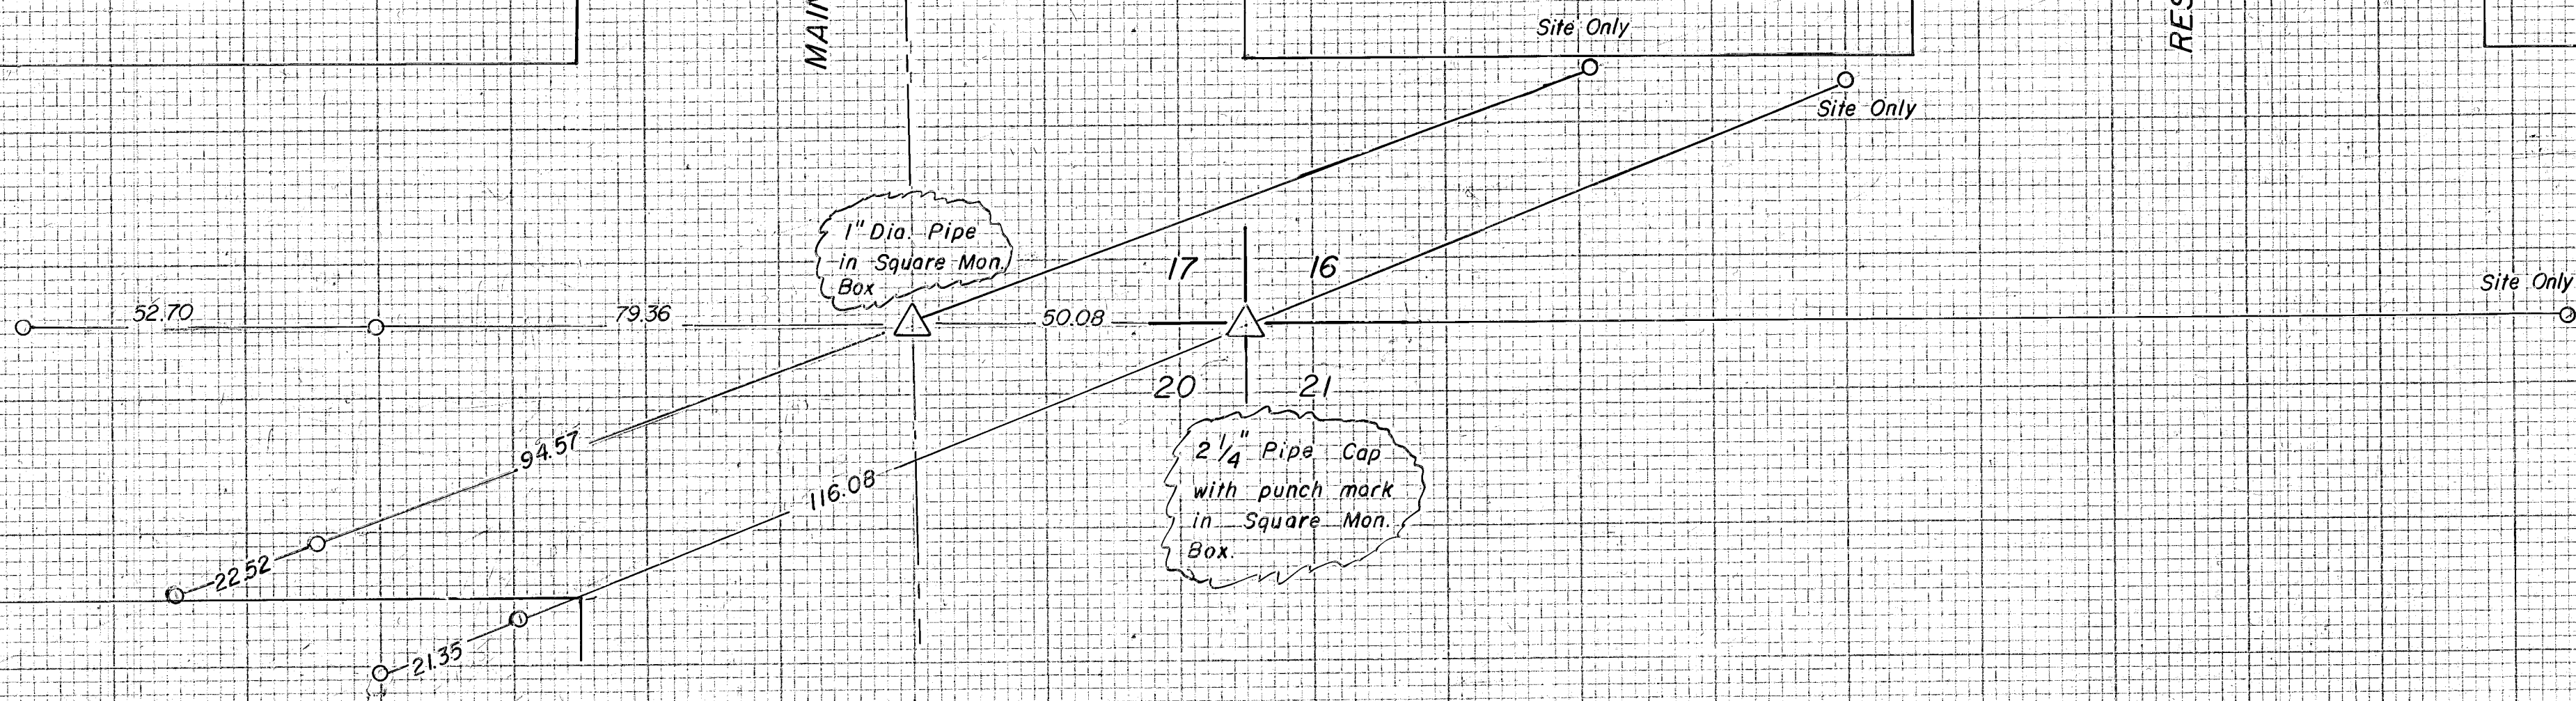 MAIN
Site Only
RES
Site Only
1" Dia. Pipe
in Square Mon.
Box
17
16
Site Only
52.70
79.36
50.08
20
21
94.57
2 1/4" Pipe Cap
with punch mark
in Square Mon.
Box.
116.08
22.52
21.35